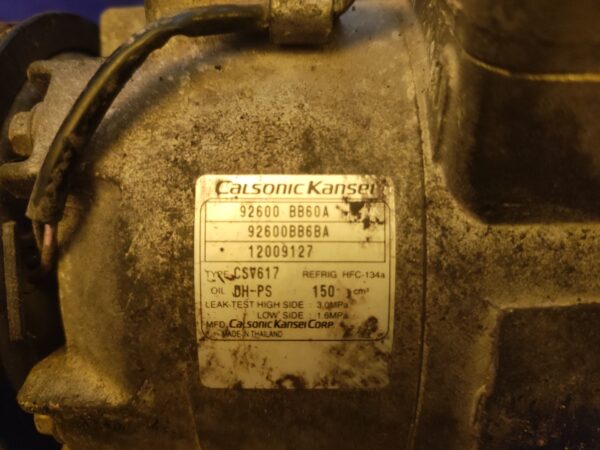 CALSONIC KANSEI
92600 BB60A
92600BB6BA
12009127
TYPE CSV617 REFRIG HFC-134a
OIL DH-PS 150 cm³
LEAK-TEST HIGH SIDE : 3.0MPa
LOW SIDE : 1.6MPa
MFD. CALSONIC KANSEI CORP.
MADE IN THAILAND